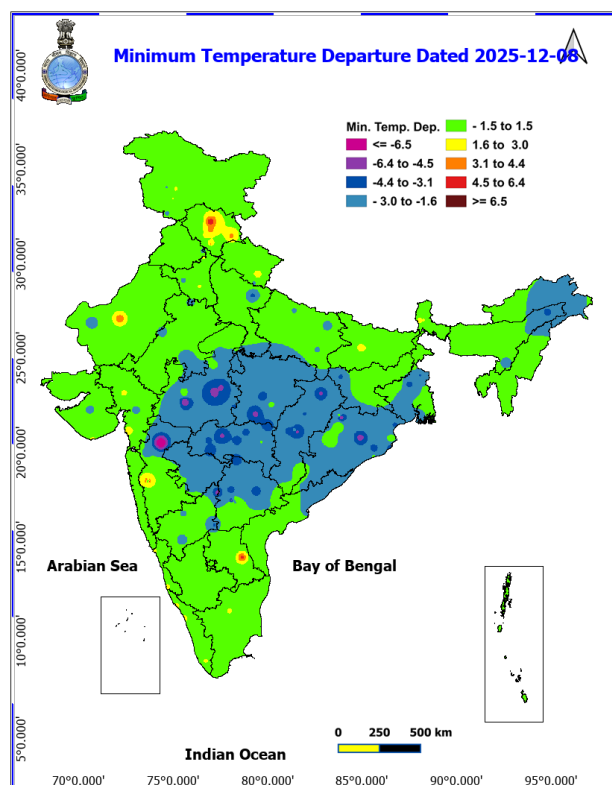 Minimum Temperature Departure Dated 2025-12-08
40°0.000'
Min. Temp. Dep.
<= -6.5
-6.4 to -4.5
-4.4 to -3.1
- 3.0 to -1.6
- 1.5 to 1.5
1.6 to 3.0
3.1 to 4.4
4.5 to 6.4
>= 6.5
35°0.000'
30°0.000'
25°0.000'
20°0.000'
15°0.000'
Arabian Sea
Bay of Bengal
10°0.000'
5°0.000'
0 250 500 km
Indian Ocean
70°0.000' 75°0.000' 80°0.000' 85°0.000' 90°0.000' 95°0.000'